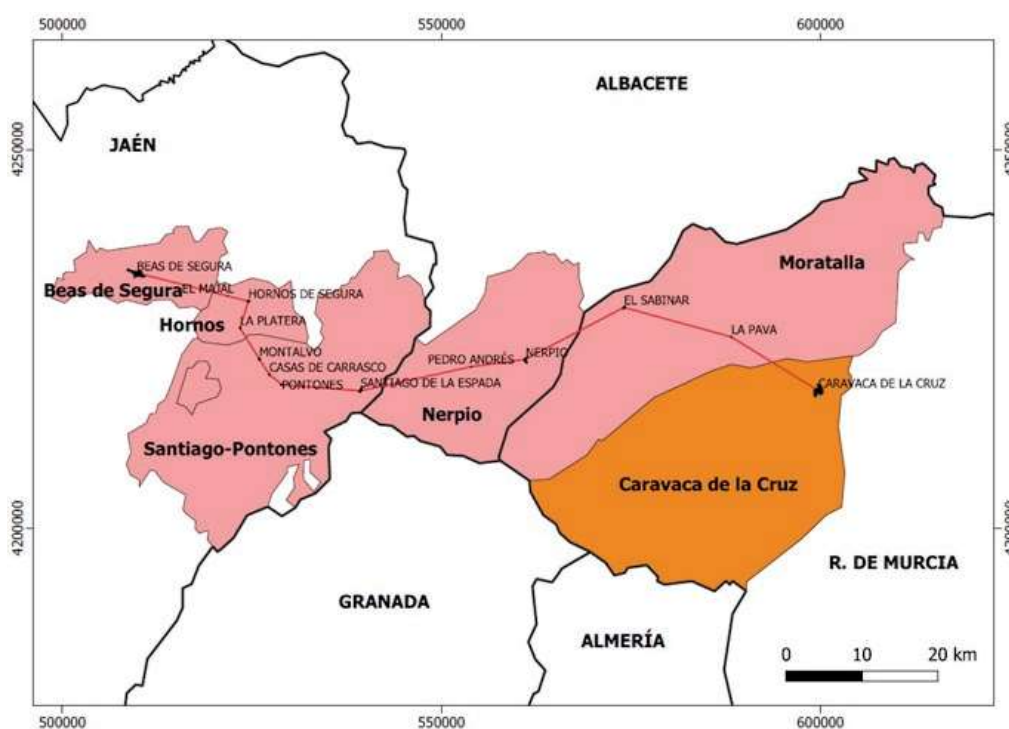 500000 550000 600000
ALBACETE
JAÉN
4250000 4250000
Moratalla
BEAS DE SEGURA
Beas de Segura
EL MAJAL
HORNOS DE SEGURA
EL SABINAR
Hornos
LA PLATERA
LA PAVA
MONTALVO
PEDRO ANDRÉS
NERPIO
CASAS DE CARRASCO
PONTONES
SANTIAGO DE LA ESPADA
CARAVACA DE LA CRUZ
Nerpio
Santiago-Pontones
Caravaca de la Cruz
4200000 4200000
R. DE MURCIA
GRANADA
ALMERÍA
0 10 20 km
500000 550000 600000